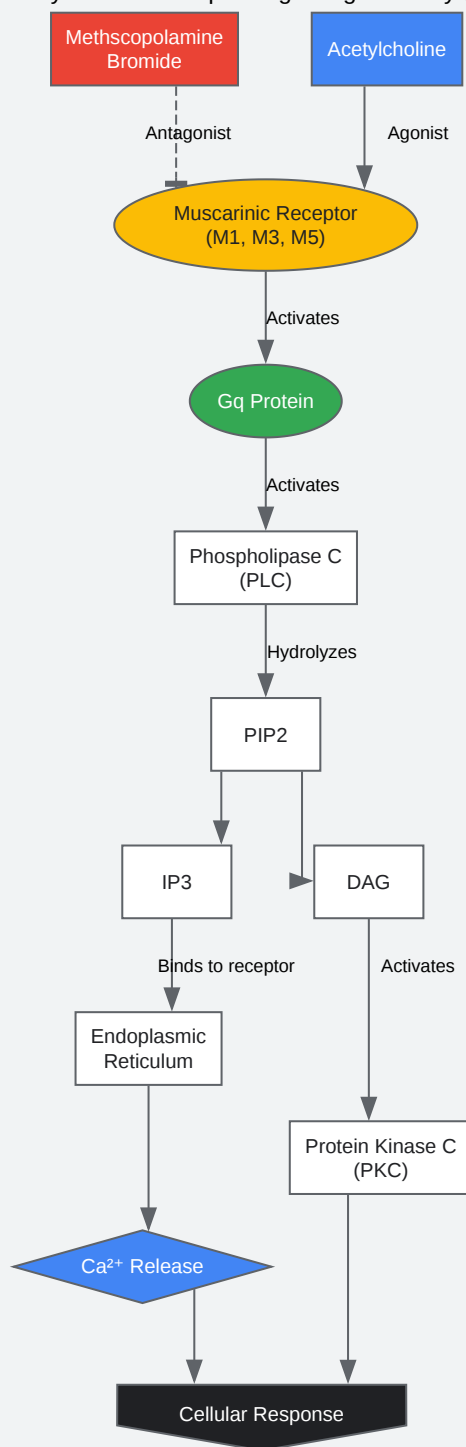 Methscopolamine
Bromide
Acetylcholine
Antagonist
Agonist
Muscarinic Receptor
(M1, M3, M5)
Activates
Gq Protein
Activates
Phospholipase C
(PLC)
Hydrolyzes
PIP2
IP3
DAG
Binds to receptor
Activates
Endoplasmic
Reticulum
Protein Kinase C
(PKC)
Ca²⁺ Release
Cellular Response